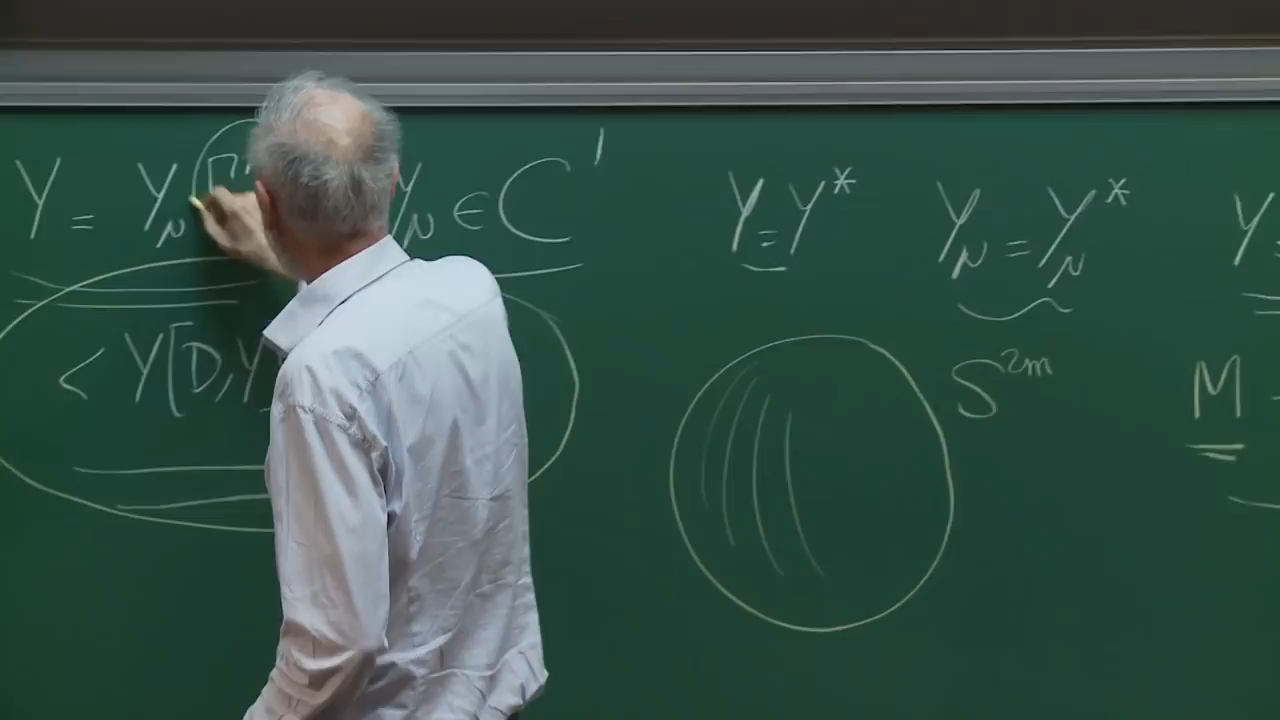 Y = Y_N Γ Y_N ∈ C'
Y = Y* Y_N = Y_N* Y =
< Y [D, Y
S^{2m}
M